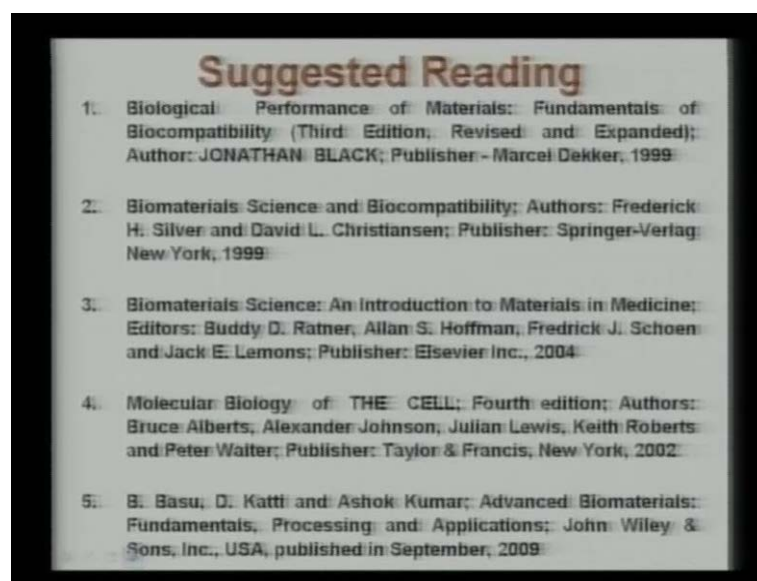 Suggested Reading
1. Biological Performance of Materials: Fundamentals of
Biocompatibility (Third Edition, Revised and Expanded);
Author: JONATHAN BLACK; Publisher - Marcel Dekker, 1999
2. Biomaterials Science and Biocompatibility; Authors: Frederick
H. Silver and David L. Christiansen; Publisher: Springer-Verlag
New York, 1999
3. Biomaterials Science: An Introduction to Materials in Medicine;
Editors: Buddy D. Ratner, Allan S. Hoffman, Fredrick J. Schoen
and Jack E. Lemons; Publisher: Elsevier Inc., 2004
4. Molecular Biology of THE CELL; Fourth edition; Authors:
Bruce Alberts, Alexander Johnson, Julian Lewis, Keith Roberts
and Peter Walter; Publisher: Taylor & Francis, New York, 2002
5. B. Basu, D. Katti and Ashok Kumar; Advanced Biomaterials:
Fundamentals, Processing and Applications; John Wiley &
Sons, Inc., USA, published in September, 2009